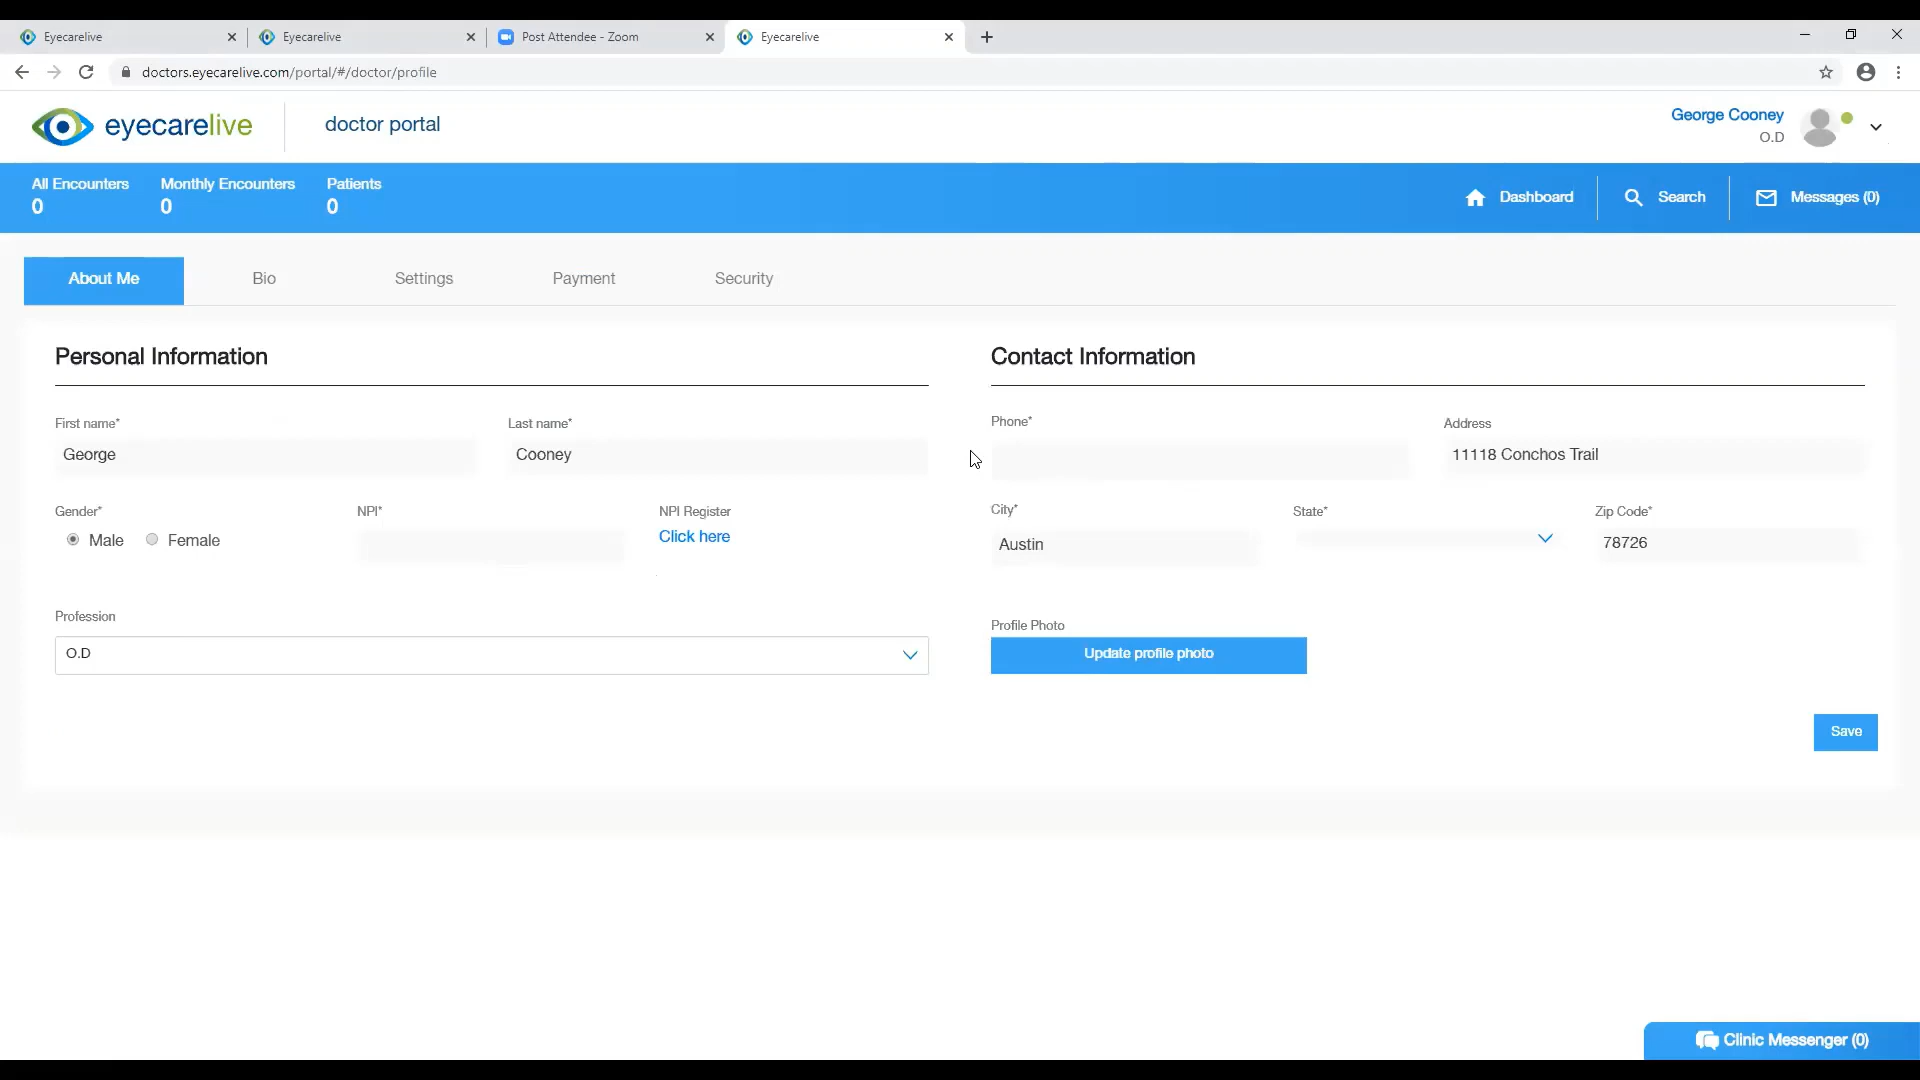 Eyecarelive
Eyecarelive
Post Attendee - Zoom
Eyecarelive
doctors.eyecarelive.com/portal/#/doctor/profile
eyecarelive
doctor portal
George Cooney
O.D
All Encounters
0
Monthly Encounters
0
Patients
0
Dashboard
Search
Messages (0)
About Me
Bio
Settings
Payment
Security
Personal Information
First name*
George
Last name*
Cooney
Gender*
Male
Female
NPI*
NPI Register
Click here
Profession
O.D
Contact Information
Phone*
Address
11118 Conchos Trail
City*
Austin
State*
Zip Code*
78726
Profile Photo
Update profile photo
Save
Clinic Messenger (0)